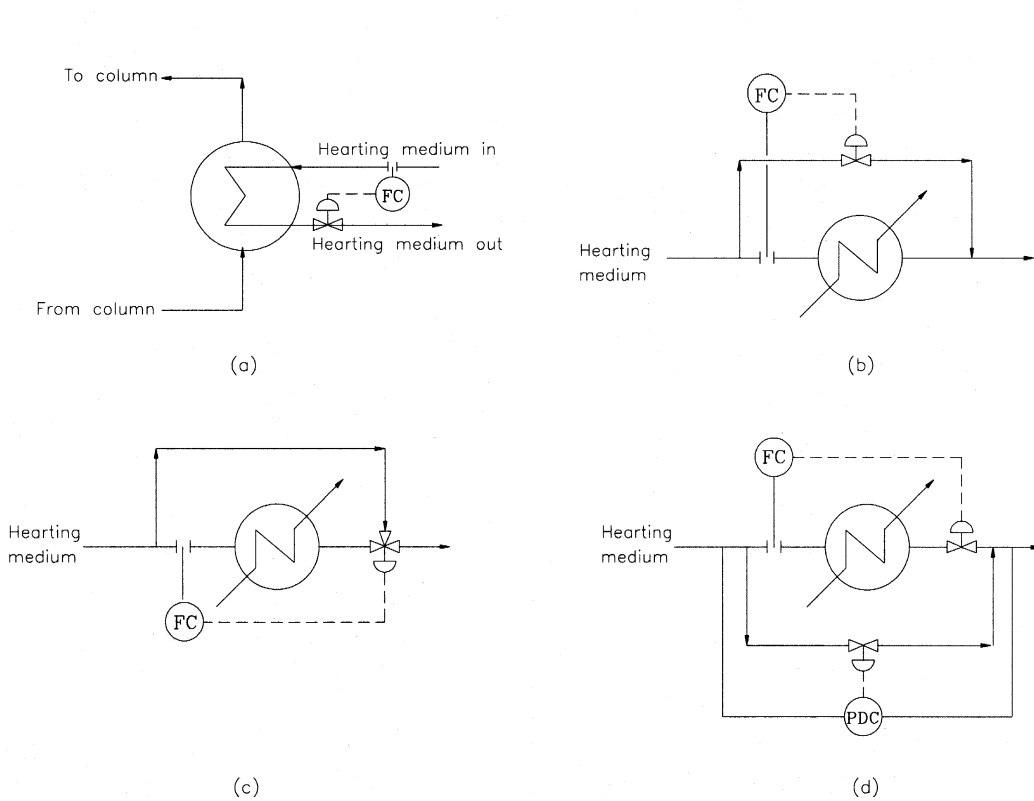 To column
Hearting medium in
FC
Hearting medium out
From column
(a)
FC
Hearting
medium
(b)
Hearting
medium
FC
(c)
FC
Hearting
medium
PDC
(d)